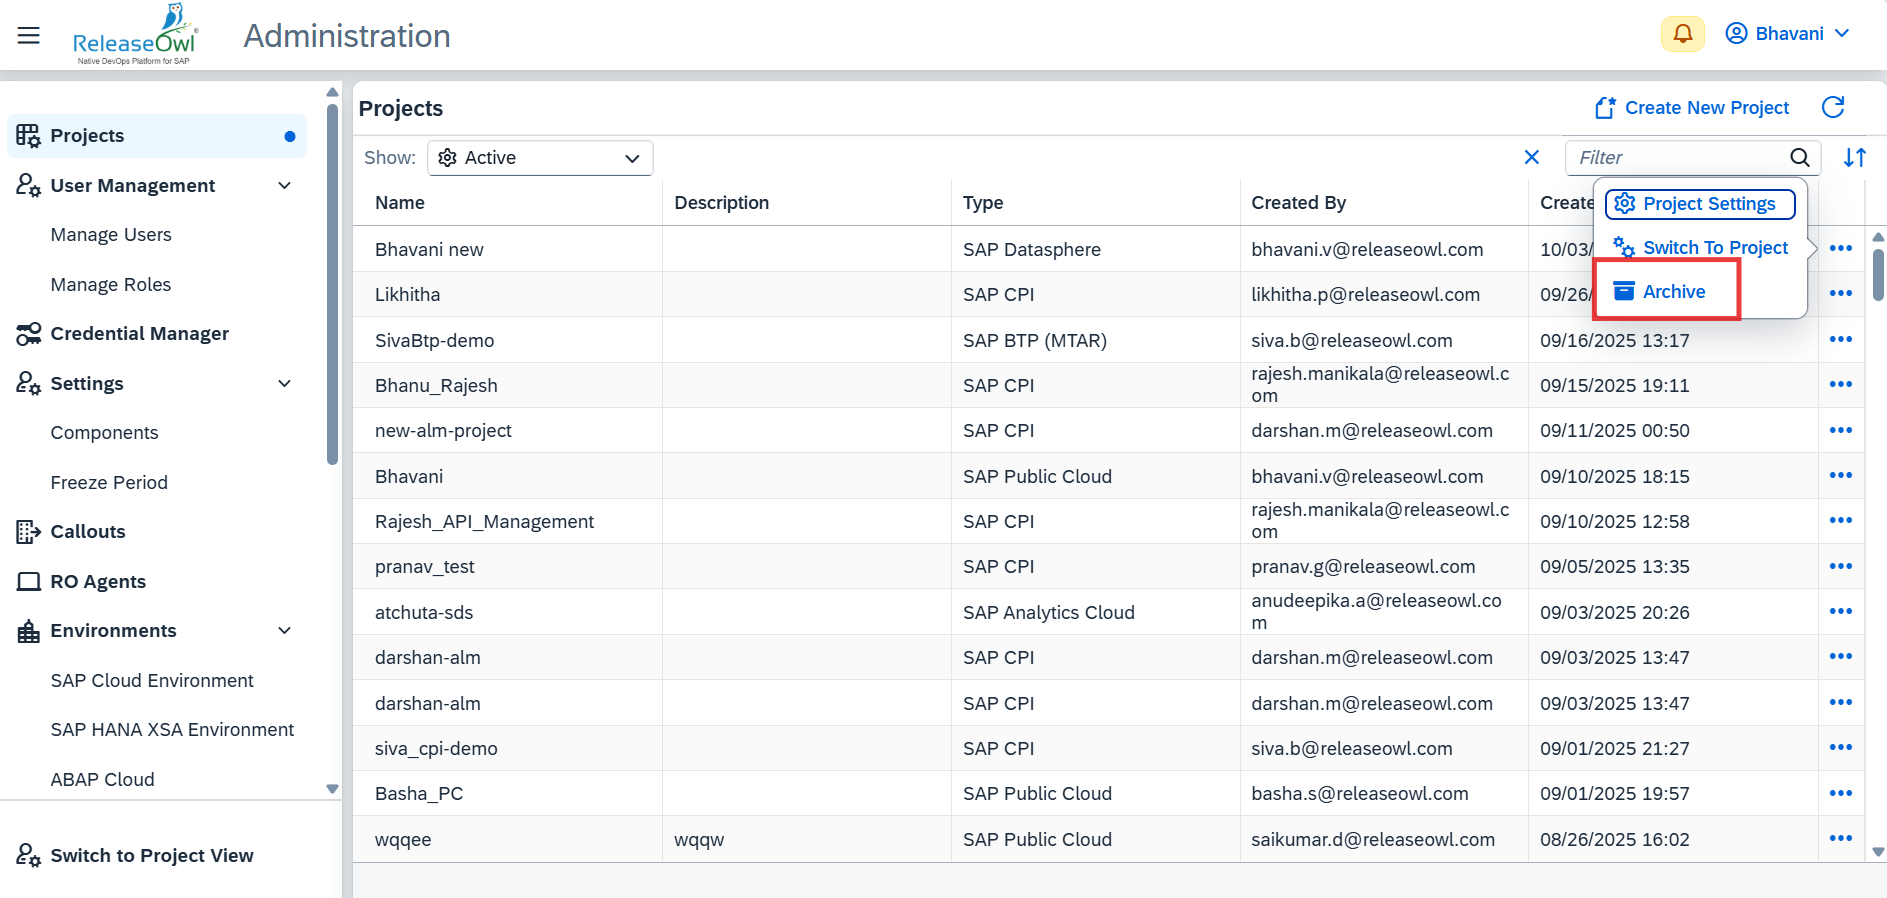 ReleaseOwl®
Native DevOps Platform for SAP
Administration
Bhavani
Projects
User Management
Manage Users
Manage Roles
Credential Manager
Settings
Components
Freeze Period
Callouts
RO Agents
Environments
SAP Cloud Environment
SAP HANA XSA Environment
ABAP Cloud
Switch to Project View
Projects
Create New Project
Show: Active
Filter
Name Description Type Created By Create
Project Settings
Switch To Project
Archive
Bhavani new SAP Datasphere bhavani.v@releaseowl.com 10/03/
Likhitha SAP CPI likhitha.p@releaseowl.com 09/26/
SivaBtp-demo SAP BTP (MTAR) siva.b@releaseowl.com 09/16/2025 13:17
Bhanu_Rajesh SAP CPI rajesh.manikala@releaseowl.c
om 09/15/2025 19:11
new-alm-project SAP CPI darshan.m@releaseowl.com 09/11/2025 00:50
Bhavani SAP Public Cloud bhavani.v@releaseowl.com 09/10/2025 18:15
Rajesh_API_Management SAP CPI rajesh.manikala@releaseowl.c
om 09/10/2025 12:58
pranav_test SAP CPI pranav.g@releaseowl.com 09/05/2025 13:35
atchuta-sds SAP Analytics Cloud anudeepika.a@releaseowl.co
m 09/03/2025 20:26
darshan-alm SAP CPI darshan.m@releaseowl.com 09/03/2025 13:47
darshan-alm SAP CPI darshan.m@releaseowl.com 09/03/2025 13:47
siva_cpi-demo SAP CPI siva.b@releaseowl.com 09/01/2025 21:27
Basha_PC SAP Public Cloud basha.s@releaseowl.com 09/01/2025 19:57
wqqee wqqw SAP Public Cloud saikumar.d@releaseowl.com 08/26/2025 16:02